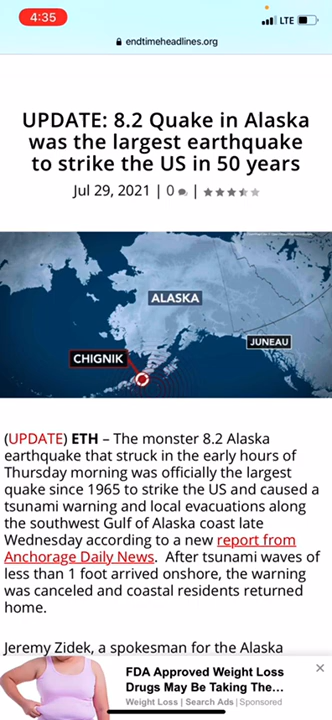 4:35
LTE
endtimeheadlines.org
UPDATE: 8.2 Quake in Alaska
was the largest earthquake
to strike the US in 50 years
Jul 29, 2021 | 0 |
ALASKA
JUNEAU
CHIGNIK
(UPDATE) ETH – The monster 8.2 Alaska
earthquake that struck in the early hours of
Thursday morning was officially the largest
quake since 1965 to strike the US and caused a
tsunami warning and local evacuations along
the southwest Gulf of Alaska coast late
Wednesday according to a new report from
Anchorage Daily News. After tsunami waves of
less than 1 foot arrived onshore, the warning
was canceled and coastal residents returned
home.
Jeremy Zidek, a spokesman for the Alaska
FDA Approved Weight Loss
Drugs May Be Taking The...
Weight Loss | Search Ads | Sponsored